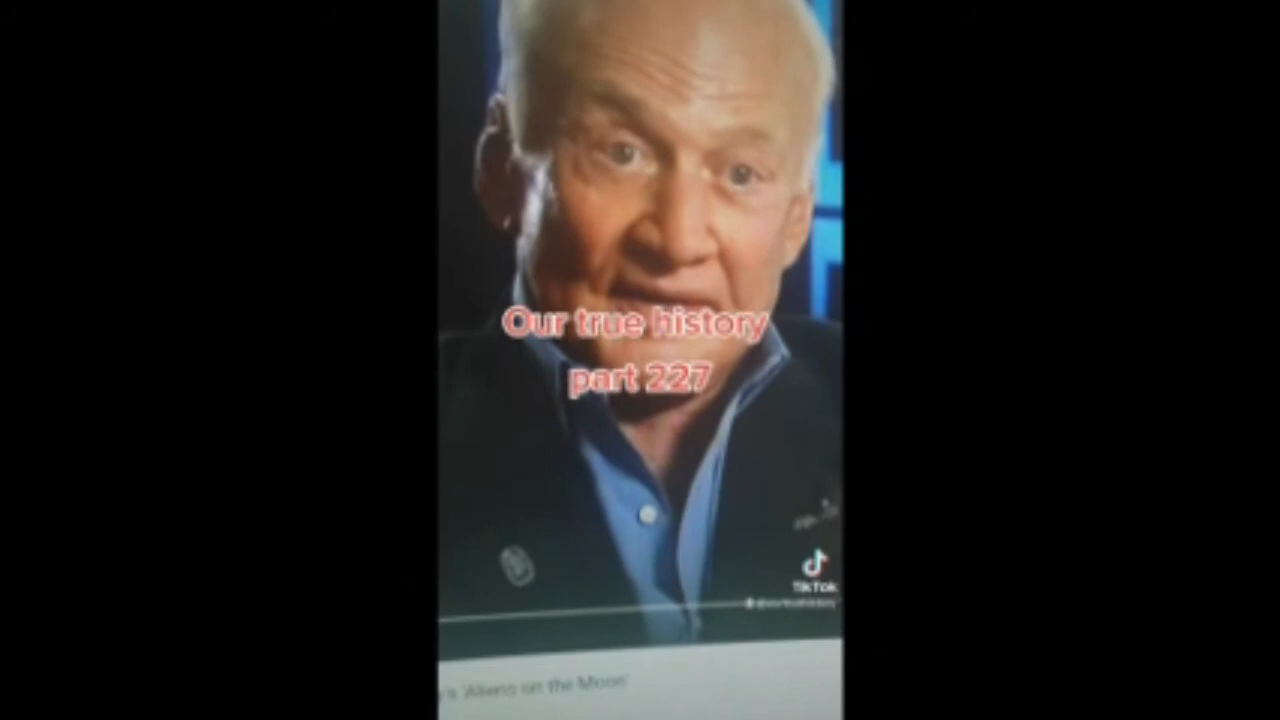 Our true history
part 227
TikTok
'Aliens on the Moon'